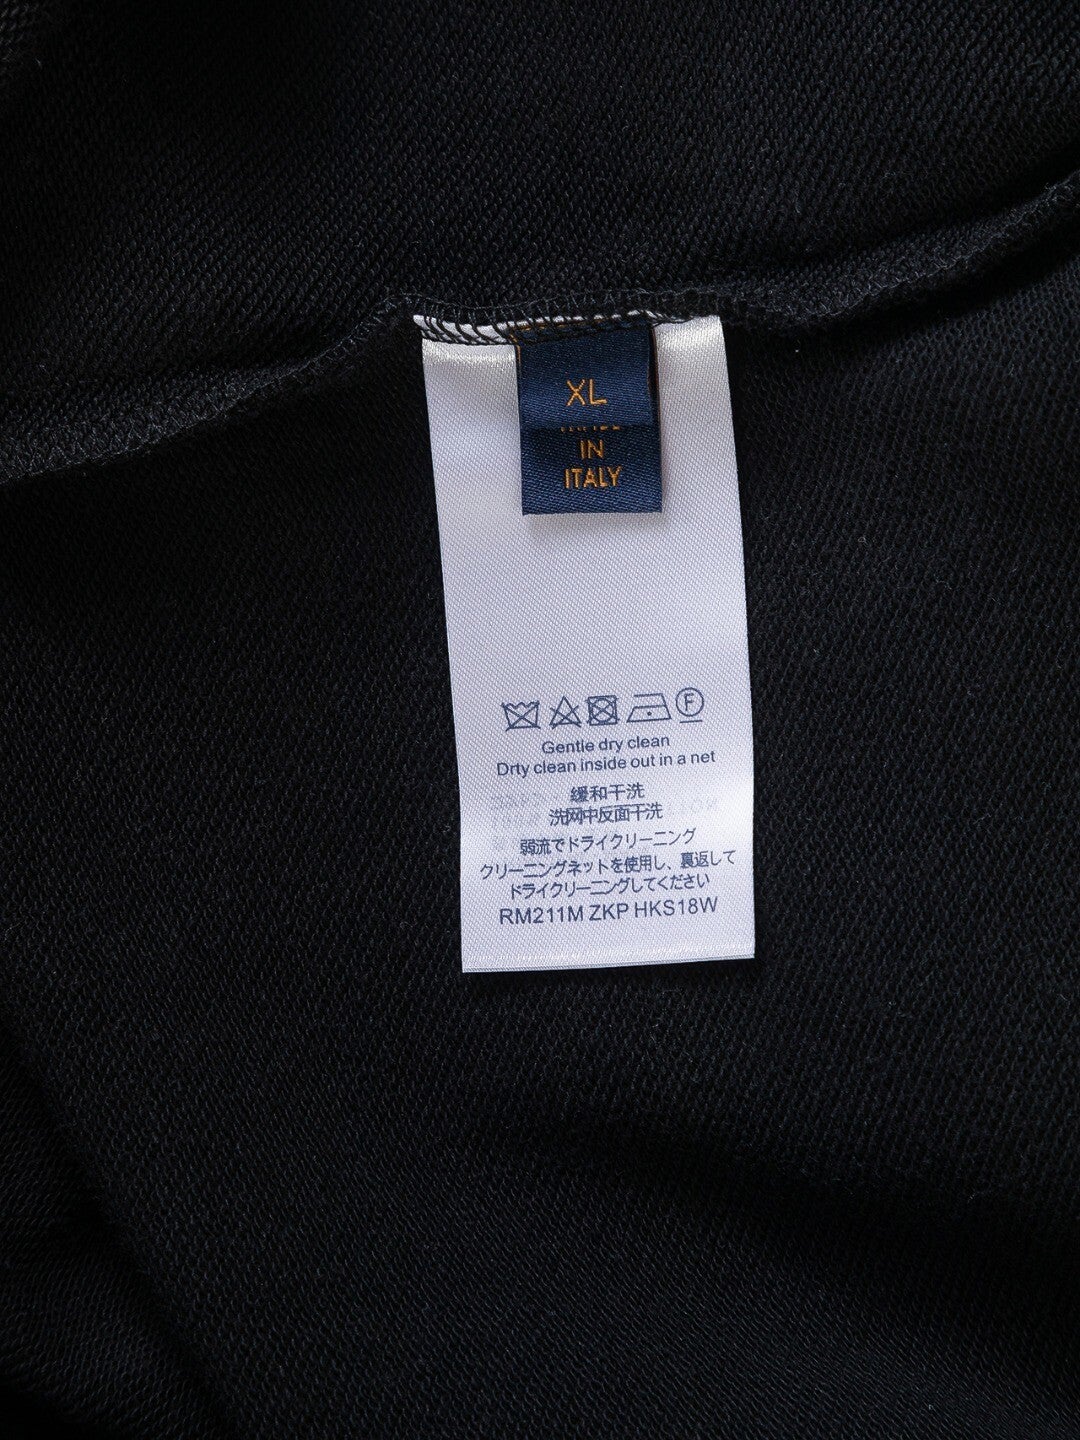 XL
MADE
IN
ITALY
F
Gentie dry clean
Drty clean inside out in a net
缓和干洗
洗网中反面干洗
弱流でドライクリーニング
クリーニングネットを使用し、裏返して
ドライクリーニングしてください
RM211M ZKP HKS18W